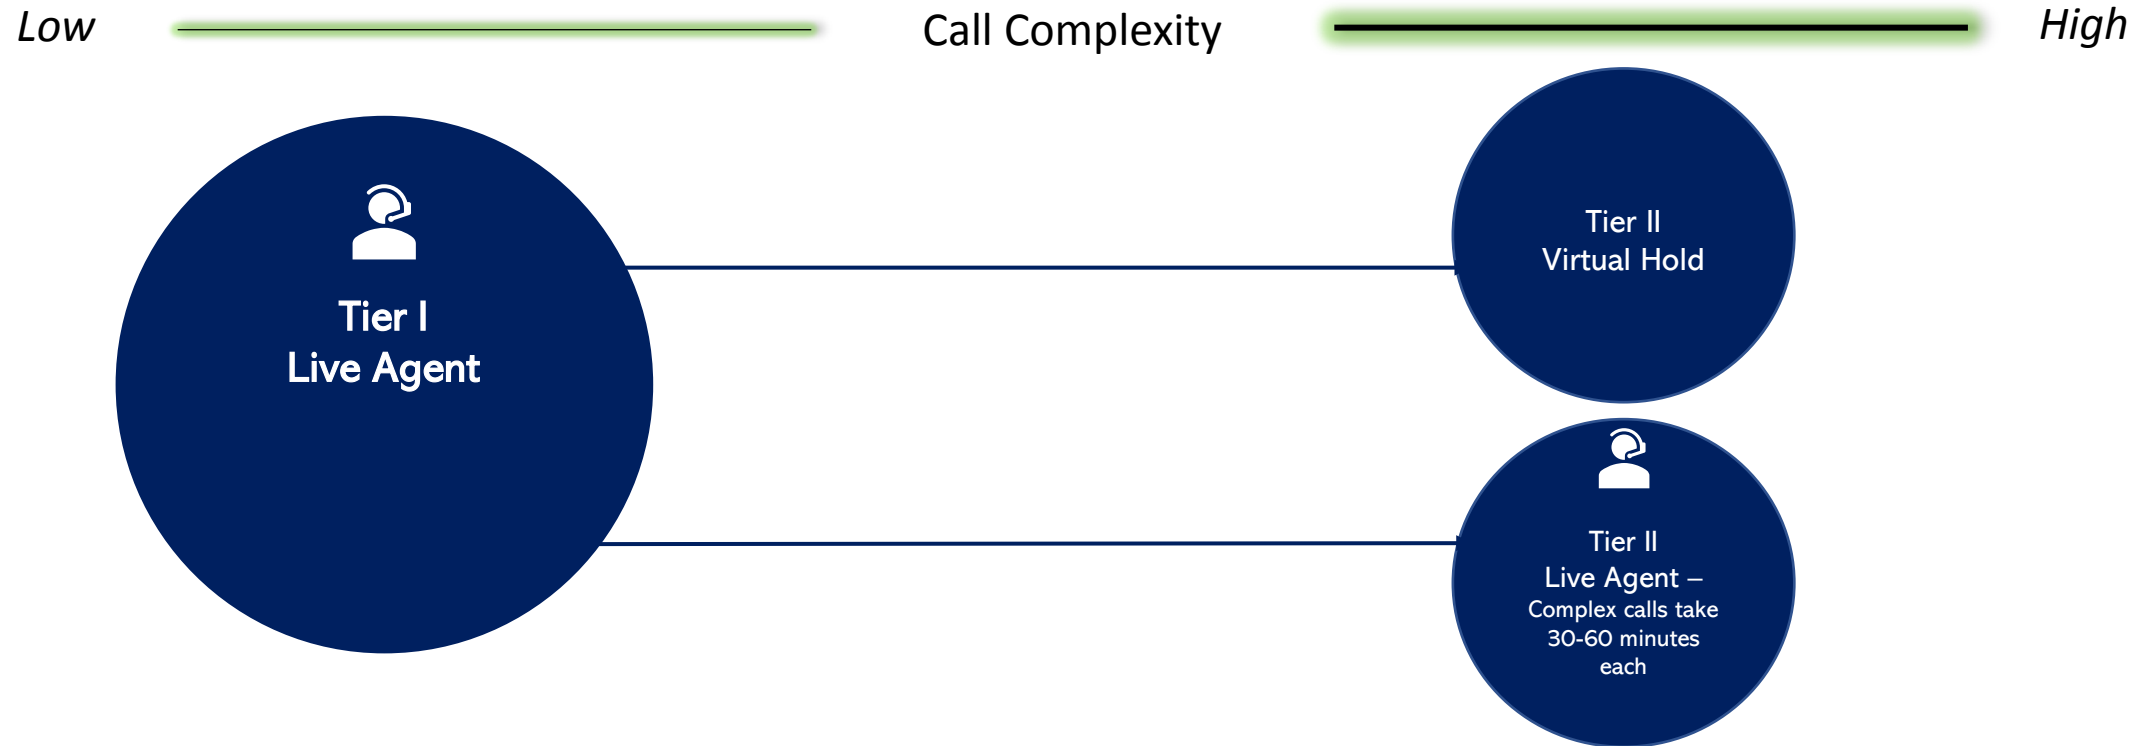 Low
Call Complexity
High
Tier I
Live Agent
Tier II
Virtual Hold
Tier II
Live Agent –
Complex calls take
30-60 minutes
each